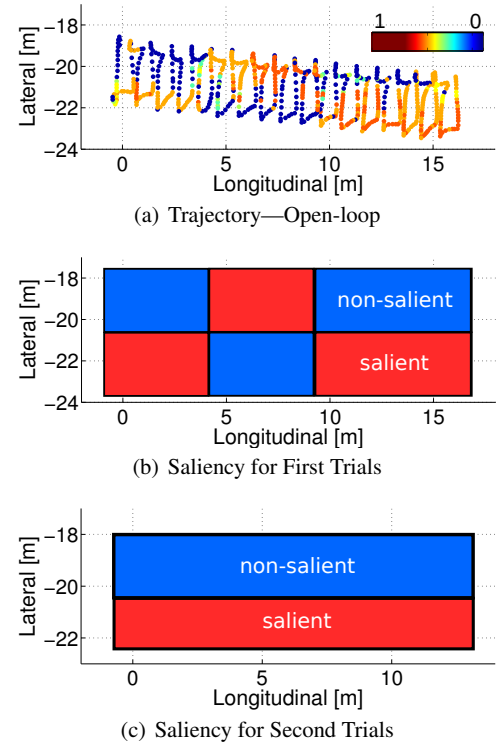 1 0
−18
−20
−22
−24
Lateral [m]
0 5 10 15
Longitudinal [m]
(a) Trajectory—Open-loop
−18
−20
−22
−24
Lateral [m]
non-salient
salient
0 5 10 15
Longitudinal [m]
(b) Saliency for First Trials
−18
−20
−22
Lateral [m]
non-salient
salient
0 5 10
Longitudinal [m]
(c) Saliency for Second Trials